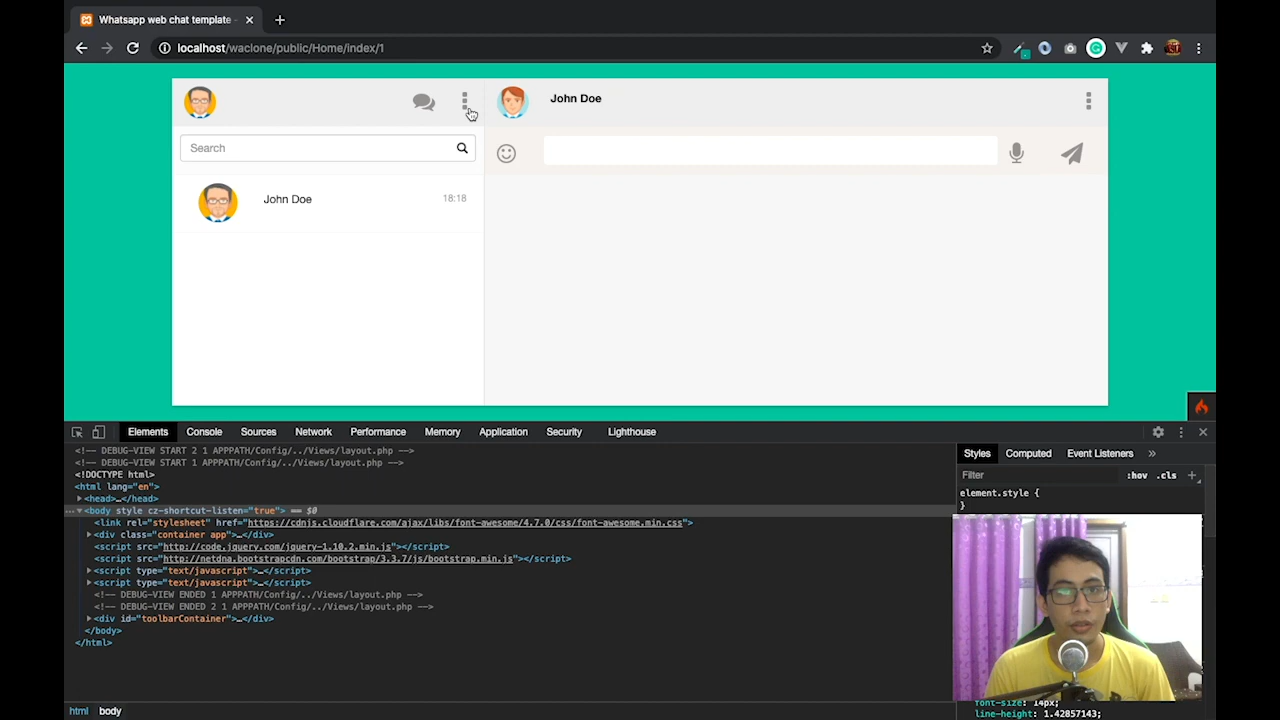 Whatsapp web chat template -
localhost/waclone/public/Home/index/1
John Doe
Search
John Doe
18:18
Elements Console Sources Network Performance Memory Application Security Lighthouse
<!-- DEBUG-VIEW START 2 1 APPPATH/Config/../Views/layout.php -->
<!-- DEBUG-VIEW START 1 APPPATH/Config/../Views/layout.php -->
<!DOCTYPE html>
<html lang="en">
<head>…</head>
…<body style cz-shortcut-listen="true"> == $0
<link rel="stylesheet" href="https://cdnjs.cloudflare.com/ajax/libs/font-awesome/4.7.0/css/font-awesome.min.css">
<div class="container app">…</div>
<script src="http://code.jquery.com/jquery-1.10.2.min.js"></script>
<script src="http://netdna.bootstrapcdn.com/bootstrap/3.3.7/js/bootstrap.min.js"></script>
<script type="text/javascript">…</script>
<script type="text/javascript">…</script>
<!-- DEBUG-VIEW ENDED 1 APPPATH/Config/../Views/layout.php -->
<!-- DEBUG-VIEW ENDED 2 1 APPPATH/Config/../Views/layout.php -->
<div id="toolbarContainer">…</div>
</body>
</html>
html body
Styles Computed Event Listeners »
Filter :hov .cls +
element.style {
}
font-size: 14px;
line-height: 1.42857143;